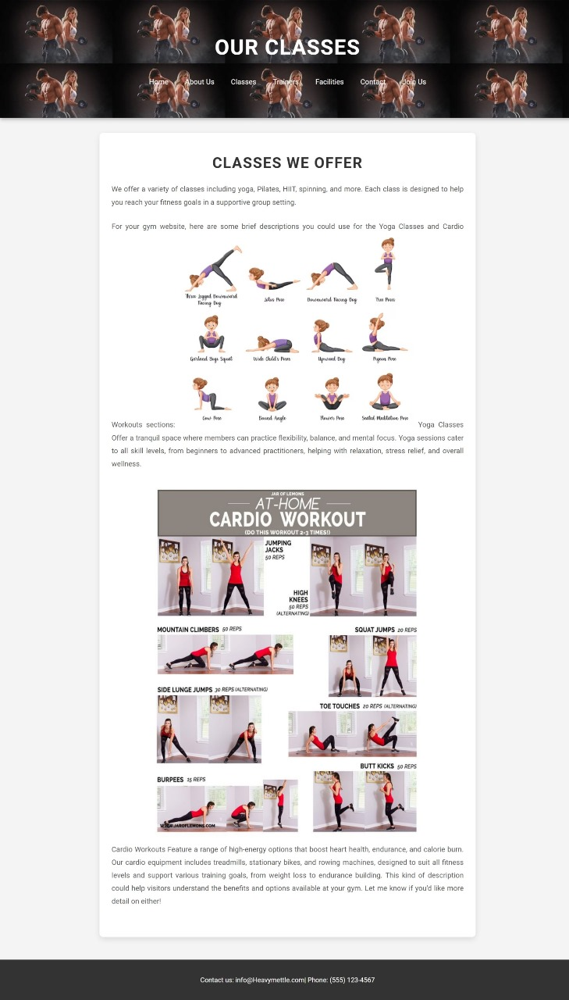 OUR CLASSES
Home About Us Classes Trainers Facilities Contact Join Us
CLASSES WE OFFER
We offer a variety of classes including yoga, Pilates, HIIT, spinning, and more. Each class is designed to help
you reach your fitness goals in a supportive group setting.
For your gym website, here are some brief descriptions you could use for the Yoga Classes and Cardio
Three Legged Downward Facing Dog
Lotus Pose
Downward Facing Dog
Tree Poses
Garland Yoga Squat
Wide Child's Poses
Upward Dog
Pigeon Pose
Cow Pose
Bound Angle
Flower Pose
Seated Meditation Pose
Workouts sections: Yoga Classes
Offer a tranquil space where members can practice flexibility, balance, and mental focus. Yoga sessions cater
to all skill levels, from beginners to advanced practitioners, helping with relaxation, stress relief, and overall
wellness.
JAR OF LEMONS
AT-HOME
CARDIO WORKOUT
(DO THIS WORKOUT 2-3 TIMES!)
JUMPING
JACKS
50 REPS
HIGH
KNEES
50 REPS
(ALTERNATING)
MOUNTAIN CLIMBERS 50 REPS
SQUAT JUMPS 20 REPS
SIDE LUNGE JUMPS 30 REPS (ALTERNATING)
TOE TOUCHES 20 REPS (ALTERNATING)
BUTT KICKS 50 REPS
BURPEES 15 REPS
WWW.JAROFLEMONS.COM
Cardio Workouts Feature a range of high-energy options that boost heart health, endurance, and calorie burn.
Our cardio equipment includes treadmills, stationary bikes, and rowing machines, designed to suit all fitness
levels and support various training goals, from weight loss to endurance building. This kind of description
could help visitors understand the benefits and options available at your gym. Let me know if you'd like more
detail on either!
Contact us: info@Heavymettle.com| Phone: (555) 123-4567